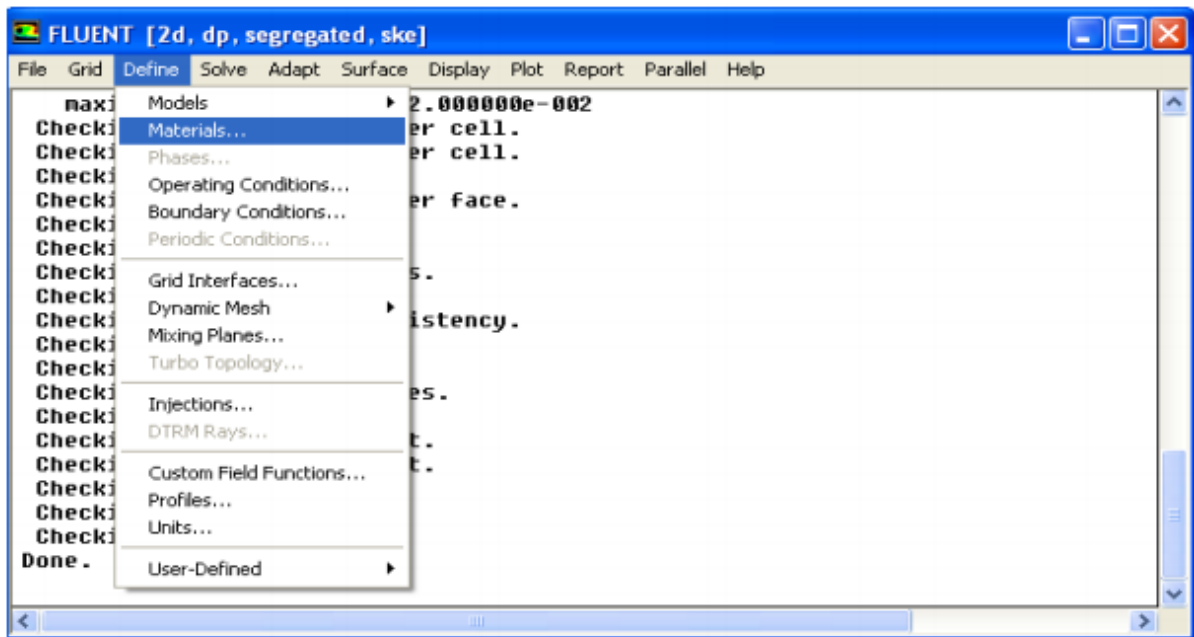 FLUENT [2d, dp, segregated, ske]
File Grid Define Solve Adapt Surface Display Plot Report Parallel Help
maxi 2.000000e-002
Checki er cell.
Checki er cell.
Checki
Checki er face.
Checki
Checki
Checki s.
Checki
Checki istency.
Checki
Checki
Checki es.
Checki
Checki t.
Checki t.
Checki
Checki
Checki
Done.
Models
Materials...
Phases...
Operating Conditions...
Boundary Conditions...
Periodic Conditions...
Grid Interfaces...
Dynamic Mesh
Mixing Planes...
Turbo Topology...
Injections...
DTRM Rays...
Custom Field Functions...
Profiles...
Units...
User-Defined